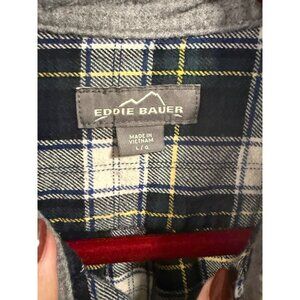 EDDIE BAUER
MADE IN
VIETNAM
L/G